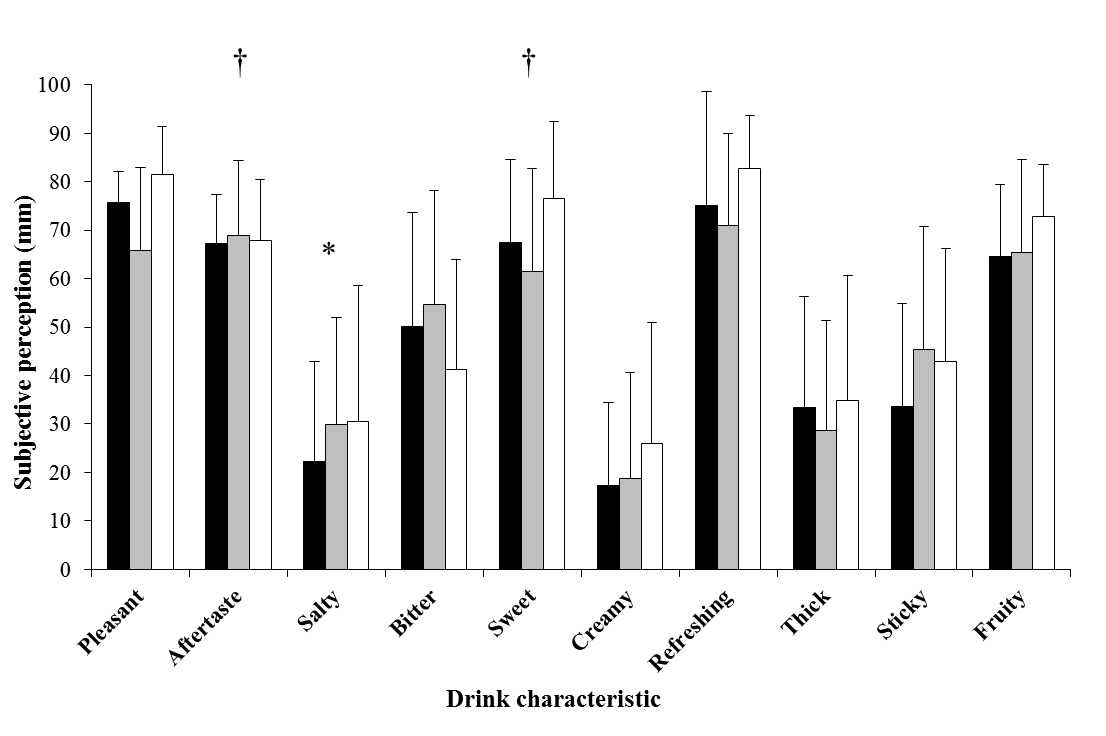 †
†
100
90
80
70
*
60
50
40
30
20
10
0
Subjective perception (mm)
Pleasant
Aftertaste
Salty
Bitter
Sweet
Creamy
Refreshing
Thick
Sticky
Fruity
Drink characteristic